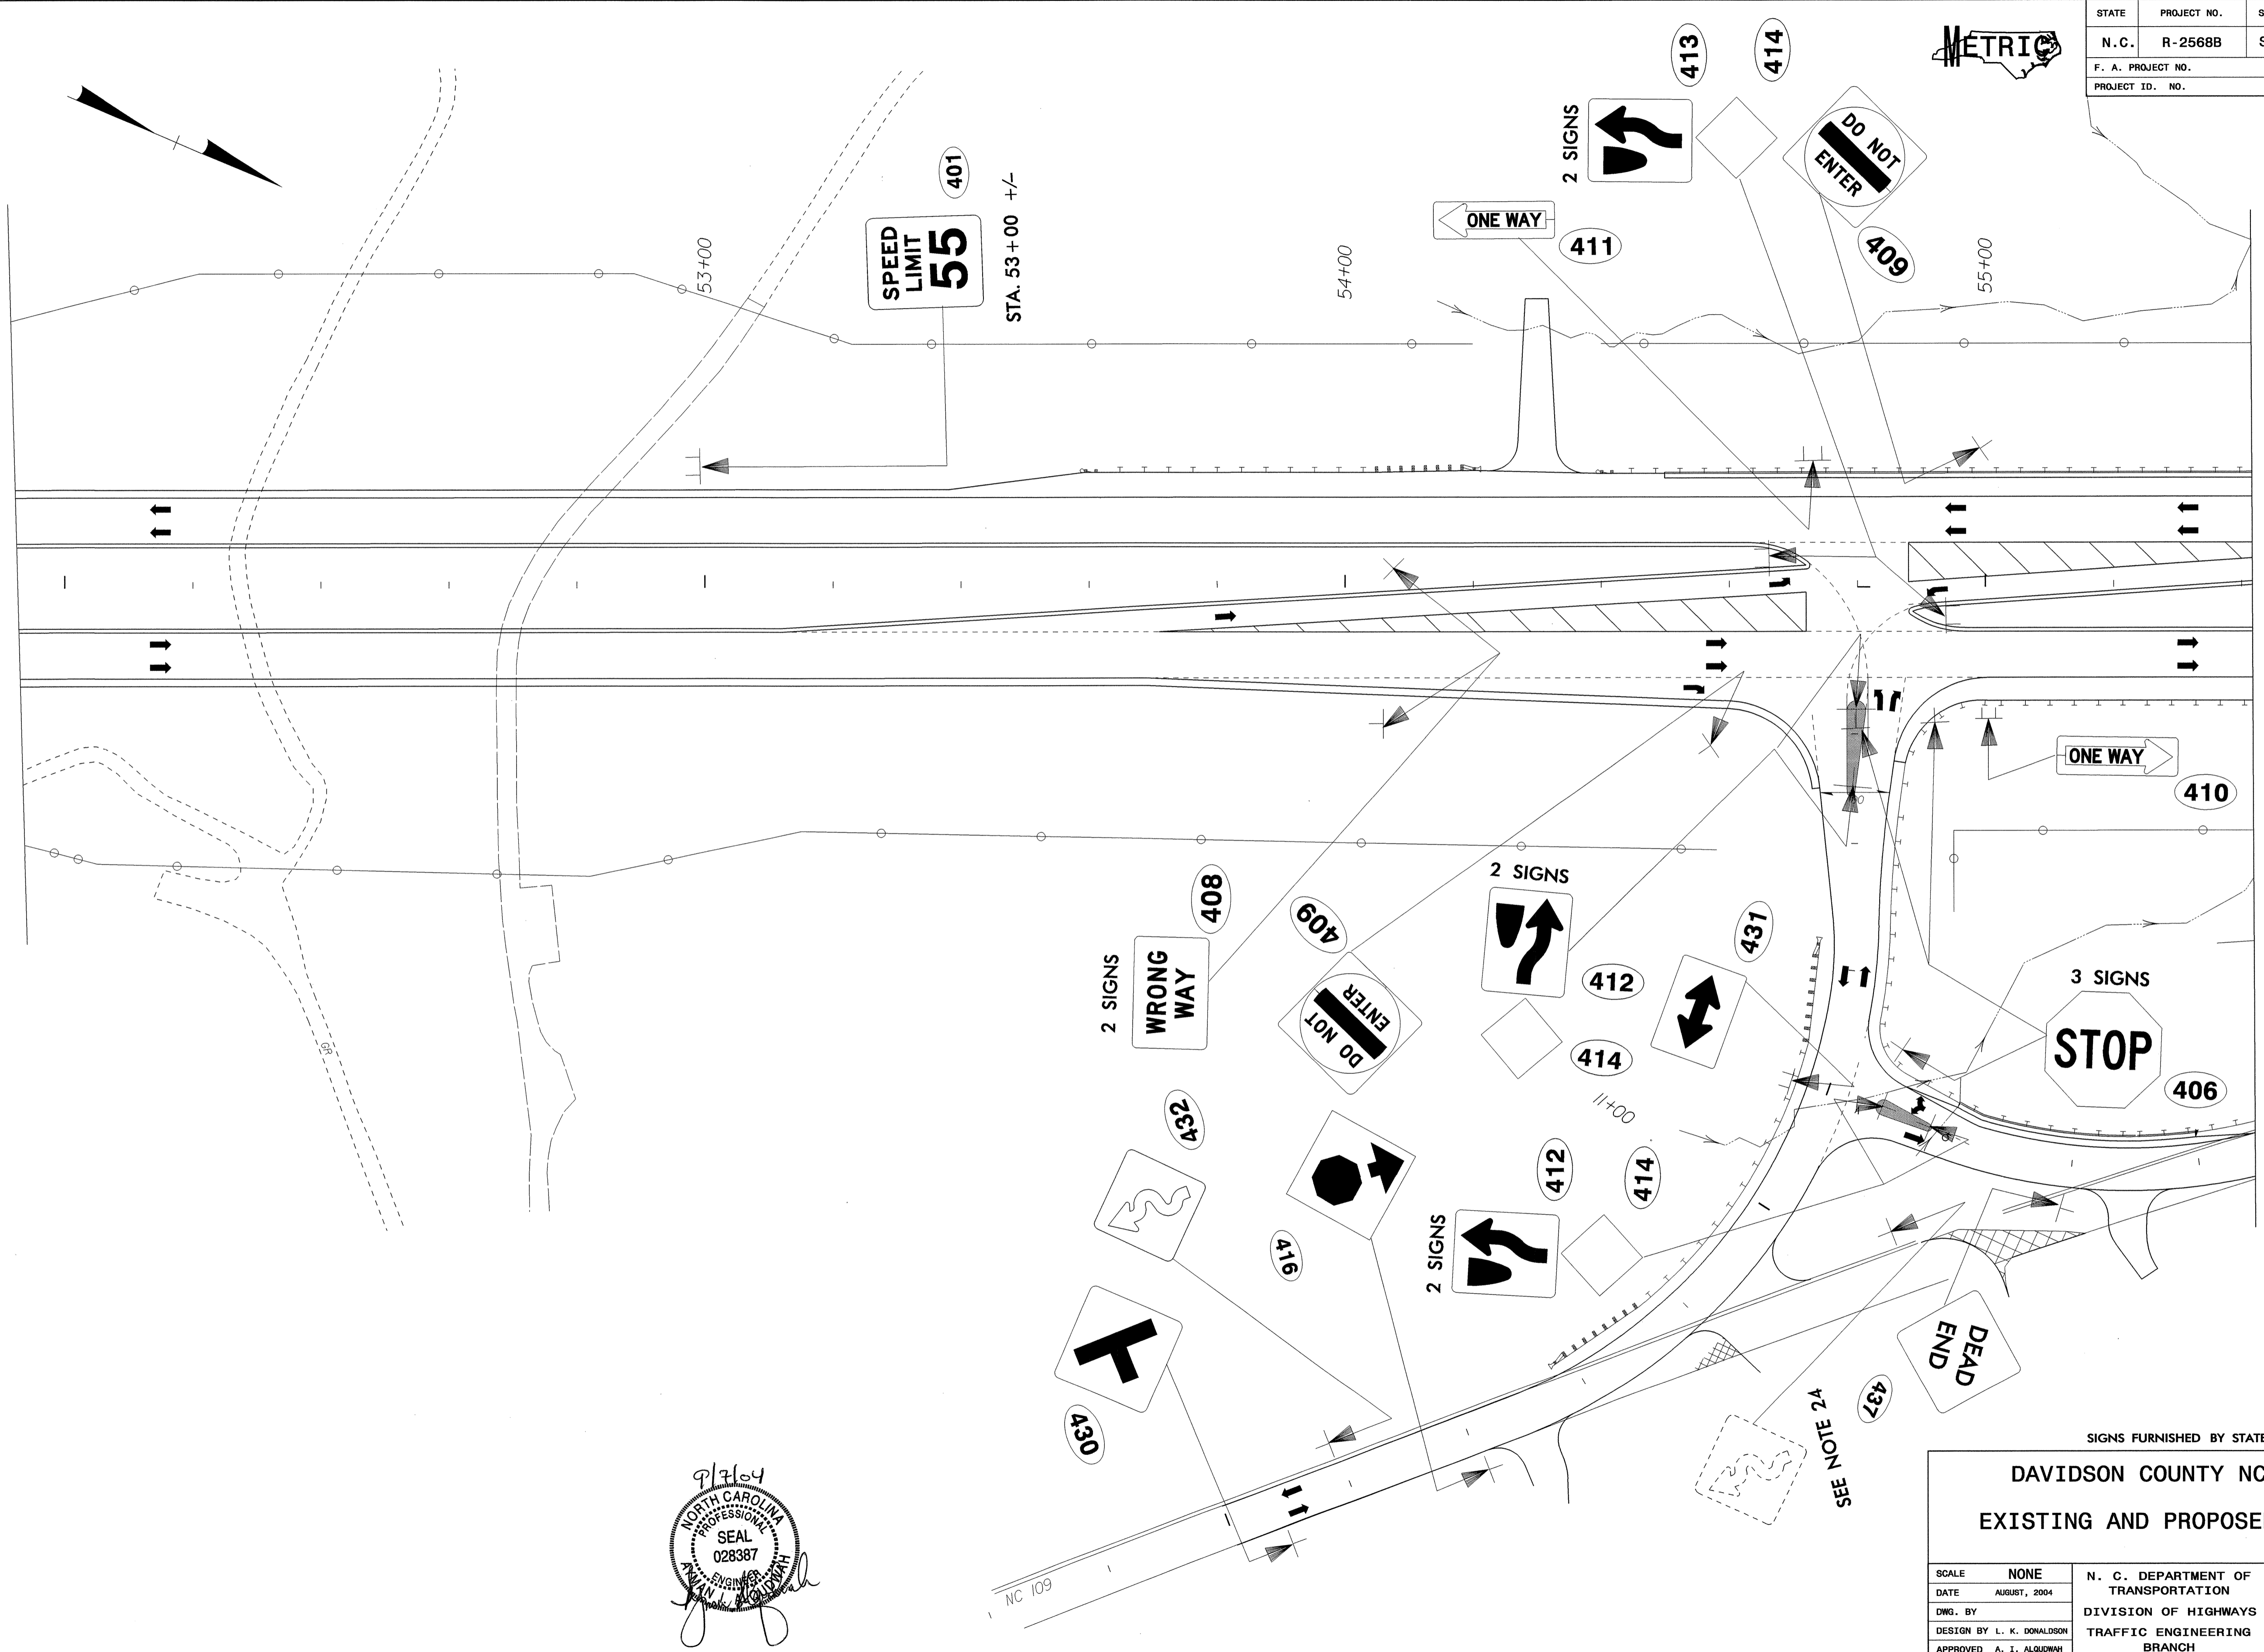 STATE
PROJECT NO.
S
N.C.
R-2568B
S
F. A. PROJECT NO.
PROJECT ID. NO.
METRIC
413
414
2 SIGNS
DO NOT
ENTER
409
ONE WAY
411
401
SPEED
LIMIT
55
STA. 53+00 +/-
53+00
54+00
55+00
ONE WAY
410
408
2 SIGNS
WRONG
WAY
409
DO NOT
ENTER
2 SIGNS
412
414
431
11+00
3 SIGNS
STOP
406
432
416
412
414
2 SIGNS
430
GR
NC 109
SEE NOTE 24
437
DEAD
END
9/7/04
NORTH CAROLINA
PROFESSIONAL
SEAL
028387
ENGINEER
AYMAN I. ALQUDWAH
SIGNS FURNISHED BY STATE
DAVIDSON COUNTY NC
EXISTING AND PROPOSE
SCALE NONE
DATE AUGUST, 2004
DWG. BY
DESIGN BY L. K. DONALDSON
APPROVED A. I. ALQUDWAH
N. C. DEPARTMENT OF
TRANSPORTATION
DIVISION OF HIGHWAYS
TRAFFIC ENGINEERING
BRANCH